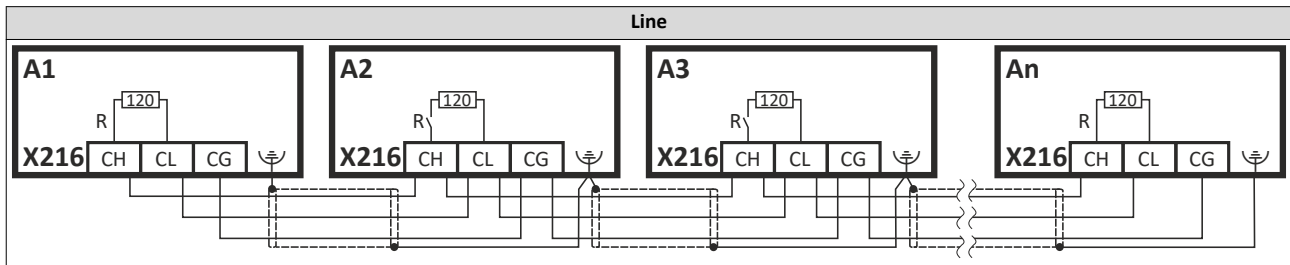 Line
A1 A2 A3 An
120 120 120 120
R R R R
X216 CH CL CG X216 CH CL CG X216 CH CL CG X216 CH CL CG